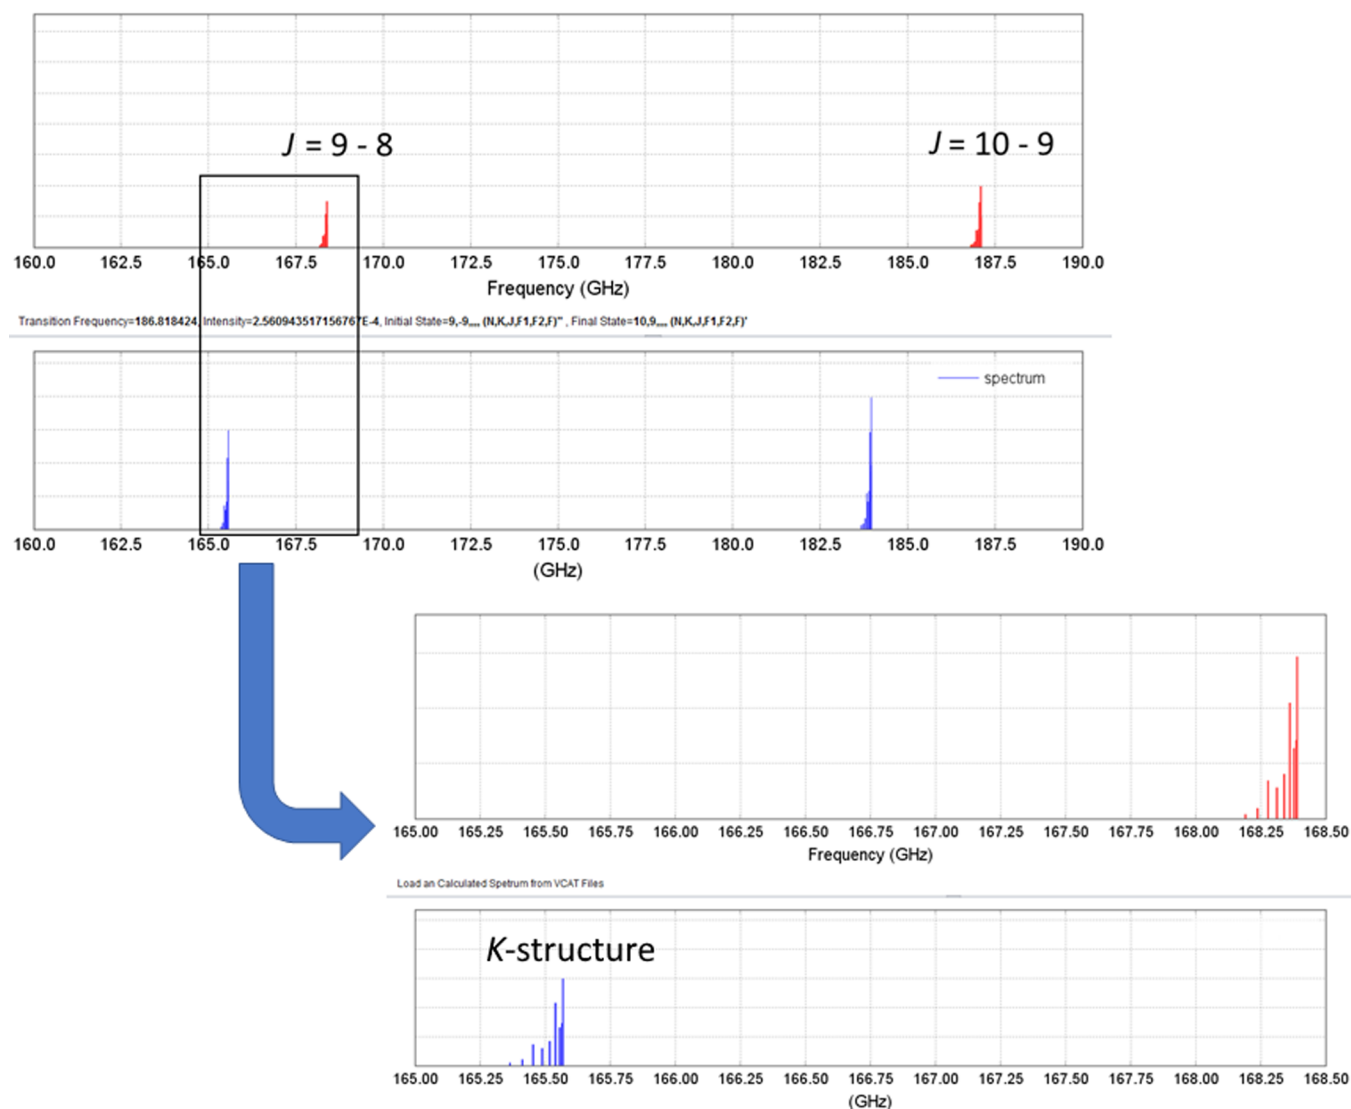 J = 9 - 8
J = 10 - 9
160.0 162.5 165.0 167.5 170.0 172.5 175.0 177.5 180.0 182.5 185.0 187.5 190.0
Frequency (GHz)
Transition Frequency=186.818424, Intensity=2.560943517156767E-4, Initial State=9,-9,,,, (N,K,J,F1,F2,F)'' , Final State=10,9,,,, (N,K,J,F1,F2,F)'
spectrum
160.0 162.5 165.0 167.5 170.0 172.5 175.0 177.5 180.0 182.5 185.0 187.5 190.0
(GHz)
165.00 165.25 165.50 165.75 166.00 166.25 166.50 166.75 167.00 167.25 167.50 167.75 168.00 168.25 168.50
Frequency (GHz)
Load an Calculated Spetrum from VCAT Files
K-structure
165.00 165.25 165.50 165.75 166.00 166.25 166.50 166.75 167.00 167.25 167.50 167.75 168.00 168.25 168.50
(GHz)